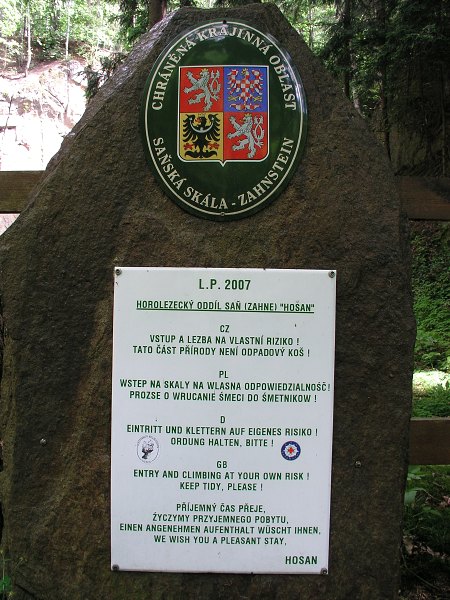 CHRÁNĚNÁ KRAJINNÁ OBLAST
SAŇSKÁ SKÁLA - ZAHNSTEIN
L.P. 2007
HOROLEZECKÝ ODDÍL SAŇ (ZAHNE) "HOŠAN"
CZ
VSTUP A LEZBA NA VLASTNÍ RIZIKO !
TATO ČÁST PŘÍRODY NENÍ ODPADOVÝ KOŠ !
PL
WSTEP NA SKALY NA WLASNA ODPOWIEDZIALNOŚĆ!
PROZSE O WRUCANIE ŚMECI DO ŚMETNIKOW !
D
EINTRITT UND KLETTERN AUF EIGENES RISIKO !
ORDUNG HALTEN, BITTE !
GB
ENTRY AND CLIMBING AT YOUR OWN RISK !
KEEP TIDY, PLEASE !
PŘÍJEMNÝ ČAS PŘEJE,
ŻYCZYMY PRZYJEMNEGO POBYTU,
EINEN ANGENEHMEN AUFENTHALT WÜSCHT IHNEN,
WE WISH YOU A PLEASANT STAY,
HOSAN